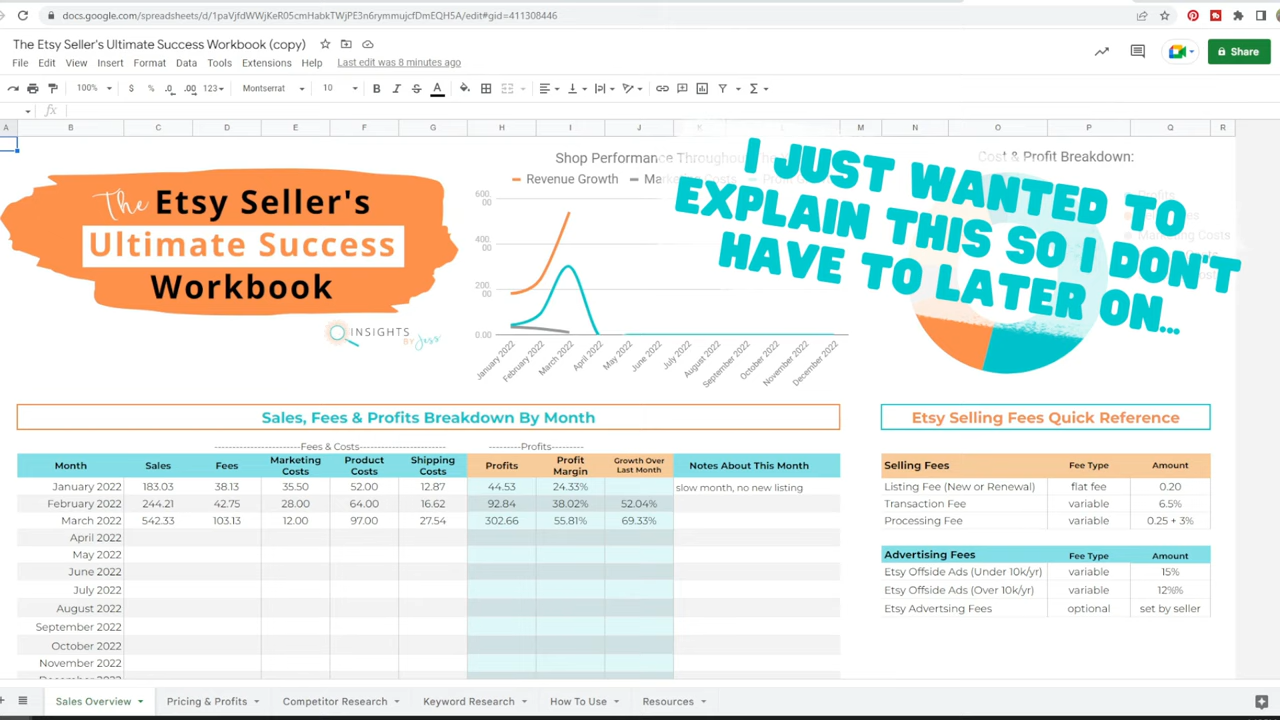 docs.google.com/spreadsheets/d/1paVjfdWWjKeR05cmHabkTWjPE3n6rymmujcfDmEQH5A/edit#gid=411308446
The Etsy Seller's Ultimate Success Workbook (copy)
File Edit View Insert Format Data Tools Extensions Help Last edit was 8 minutes ago
Share
100% $ % .0 .00 123 Montserrat 10 B I S A
fx
A B C D E F G H I J K L M N O P Q R
The Etsy Seller's
Ultimate Success
Workbook
INSIGHTS
BY Jess
Shop Performance Throughout
Revenue Growth
600.
00
400.
00
200.
00
0.00
January 2022
February 2022
March 2022
April 2022
May 2022
June 2022
July 2022
August 2022
September 2022
October 2022
November 2022
December 2022
Cost & Profit Breakdown:
I JUST WANTED TO
EXPLAIN THIS SO I DON'T
HAVE TO LATER ON...
Sales, Fees & Profits Breakdown By Month
Fees & Costs Profits
Month Sales Fees Marketing Costs Product Costs Shipping Costs Profits Profit Margin Growth Over Last Month Notes About This Month
January 2022 183.03 38.13 35.50 52.00 12.87 44.53 24.33% slow month, no new listing
February 2022 244.21 42.75 28.00 64.00 16.62 92.84 38.02% 52.04%
March 2022 542.33 103.13 12.00 97.00 27.54 302.66 55.81% 69.33%
April 2022
May 2022
June 2022
July 2022
August 2022
September 2022
October 2022
November 2022
Etsy Selling Fees Quick Reference
Selling Fees Fee Type Amount
Listing Fee (New or Renewal) flat fee 0.20
Transaction Fee variable 6.5%
Processing Fee variable 0.25 + 3%
Advertising Fees Fee Type Amount
Etsy Offside Ads (Under 10k/yr) variable 15%
Etsy Offside Ads (Over 10k/yr) variable 12%%
Etsy Advertsing Fees optional set by seller
Sales Overview Pricing & Profits Competitor Research Keyword Research How To Use Resources